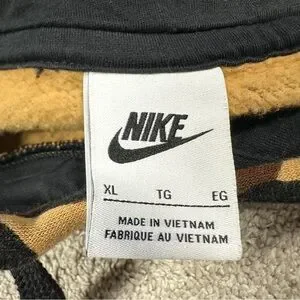 NIKE
XL TG EG
MADE IN VIETNAM
FABRIQUE AU VIETNAM